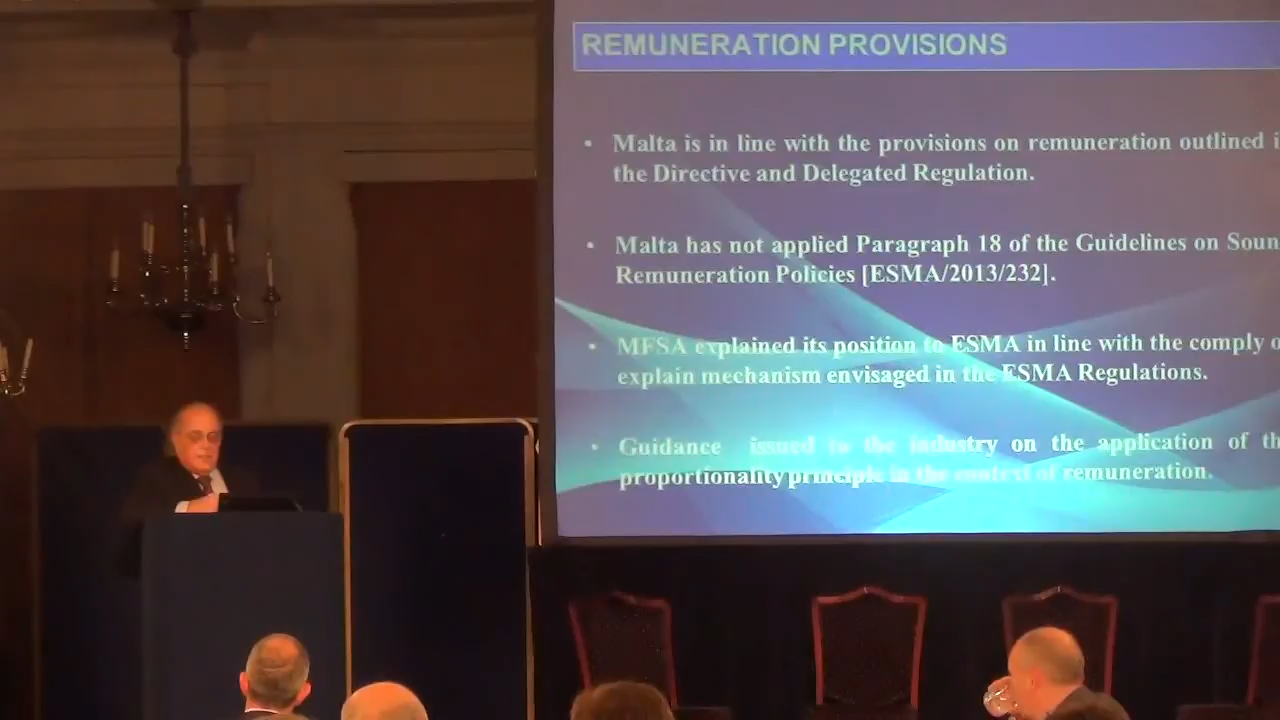 REMUNERATION PROVISIONS
• Malta is in line with the provisions on remuneration outlined
the Directive and Delegated Regulation.
• Malta has not applied Paragraph 18 of the Guidelines on
Remuneration Policies [ESMA/2013/232].
• MFSA explained its position to ESMA in line with the comply
explain mechanism envisaged in the ESMA Regulations.
• Guidance issued to the industry on the application of
proportionality principle in the context of remuneration.